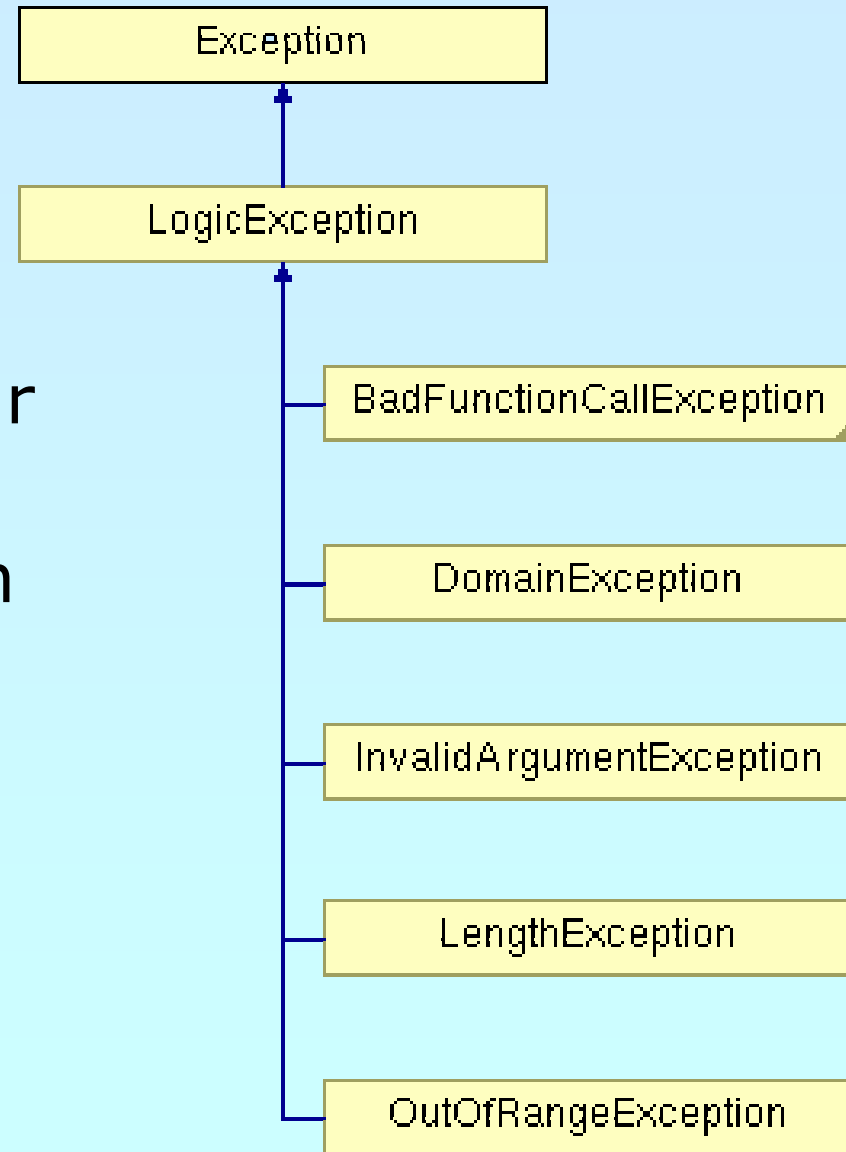 Exception
LogicException
r
BadFunctionCallException
DomainException
n
InvalidArgumentException
LengthException
OutOfRangeException